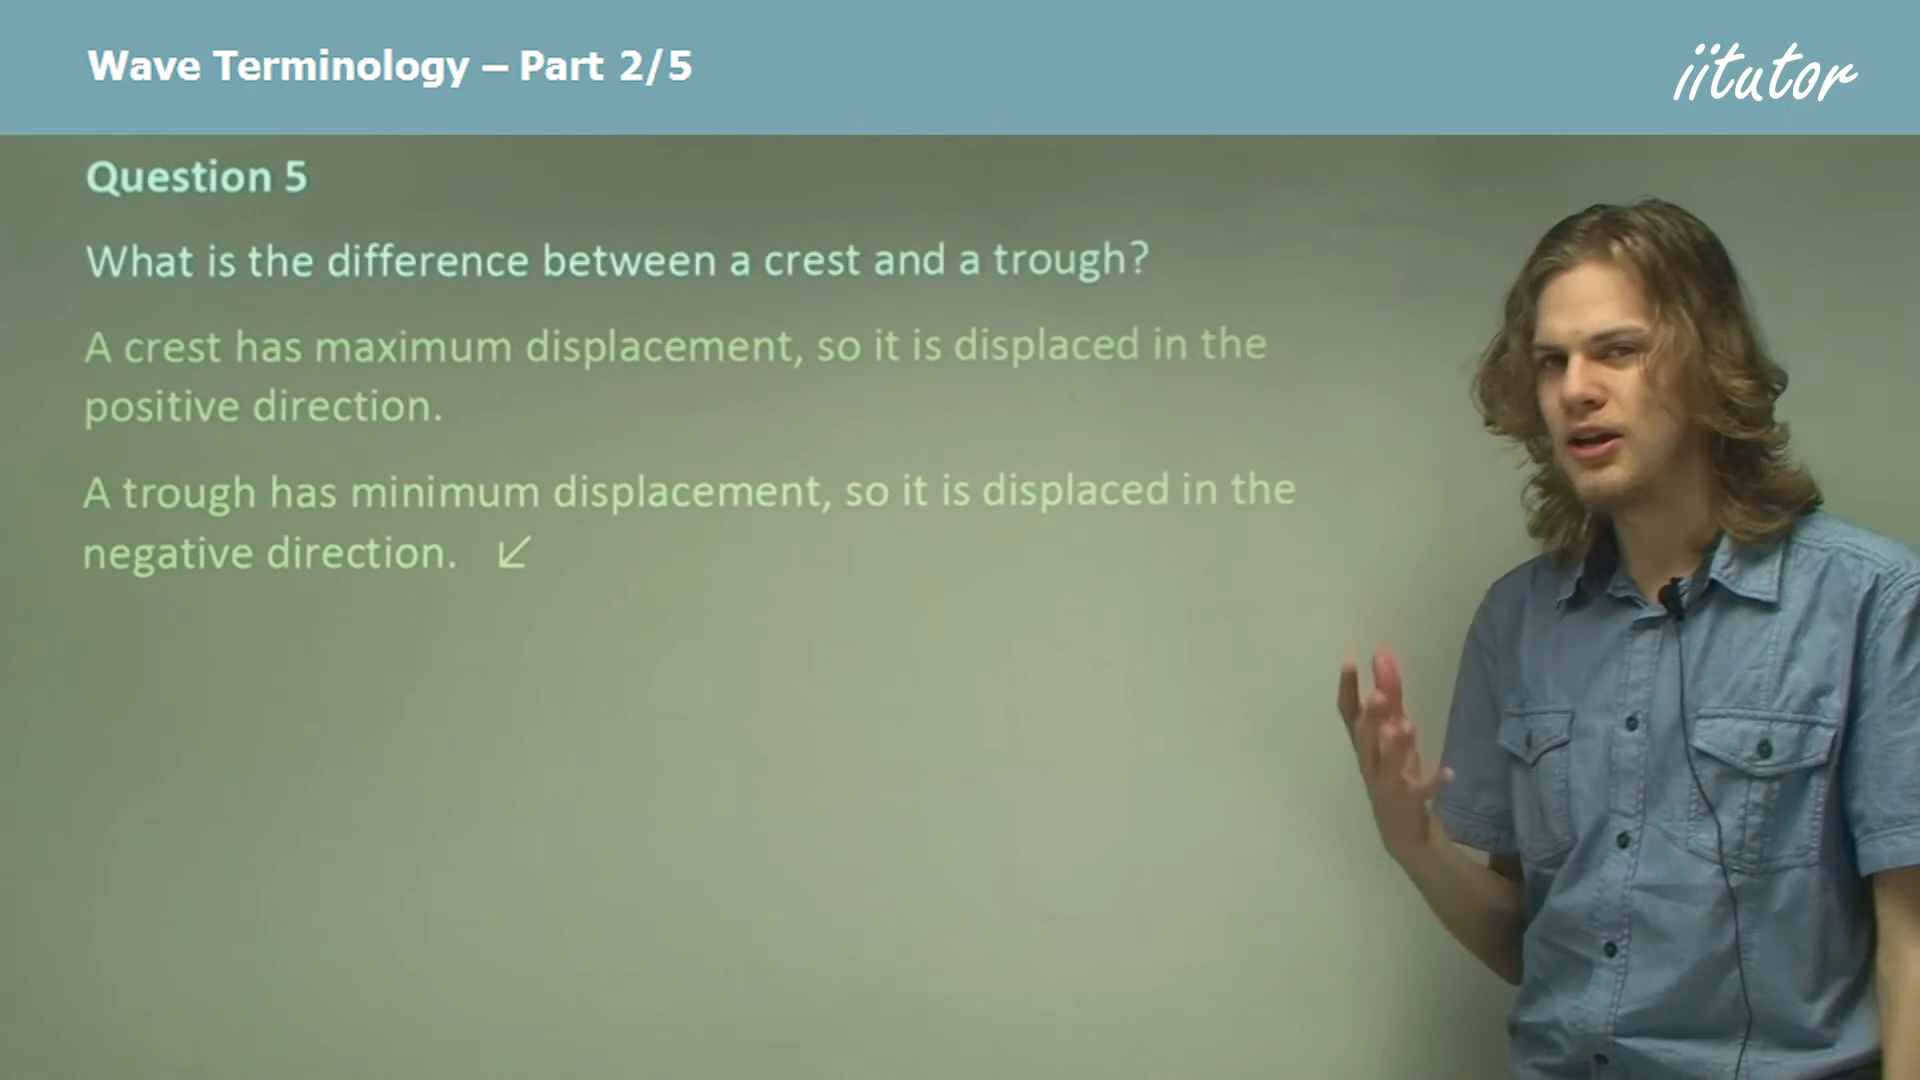 Wave Terminology – Part 2/5
iitutor
Question 5
What is the difference between a crest and a trough?
A crest has maximum displacement, so it is displaced in the
positive direction.
A trough has minimum displacement, so it is displaced in the
negative direction. ↙